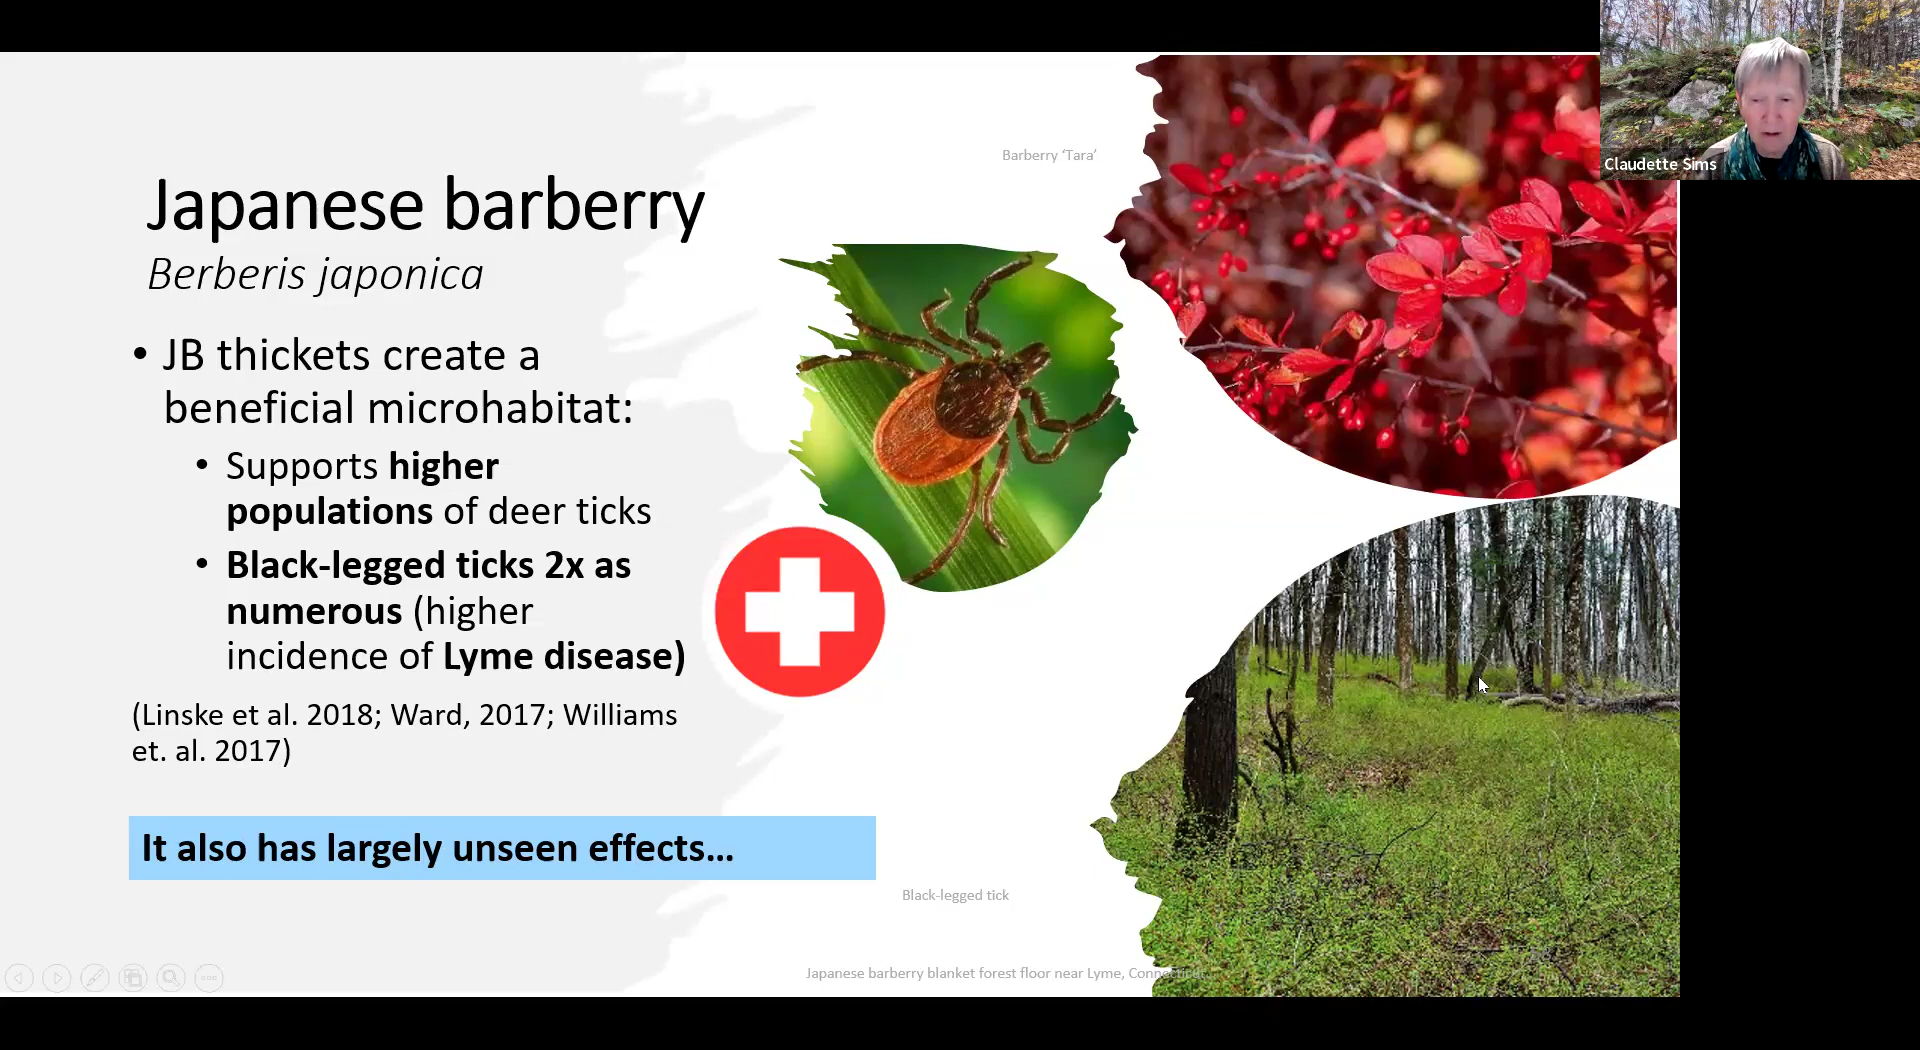 Claudette Sims
Barberry ‘Tara’
Japanese barberry
Berberis japonica
• JB thickets create a
beneficial microhabitat:
• Supports higher
populations of deer ticks
• Black-legged ticks 2x as
numerous (higher
incidence of Lyme disease)
(Linske et al. 2018; Ward, 2017; Williams
et. al. 2017)
It also has largely unseen effects…
Black-legged tick
Japanese barberry blanket forest floor near Lyme, Connecticut